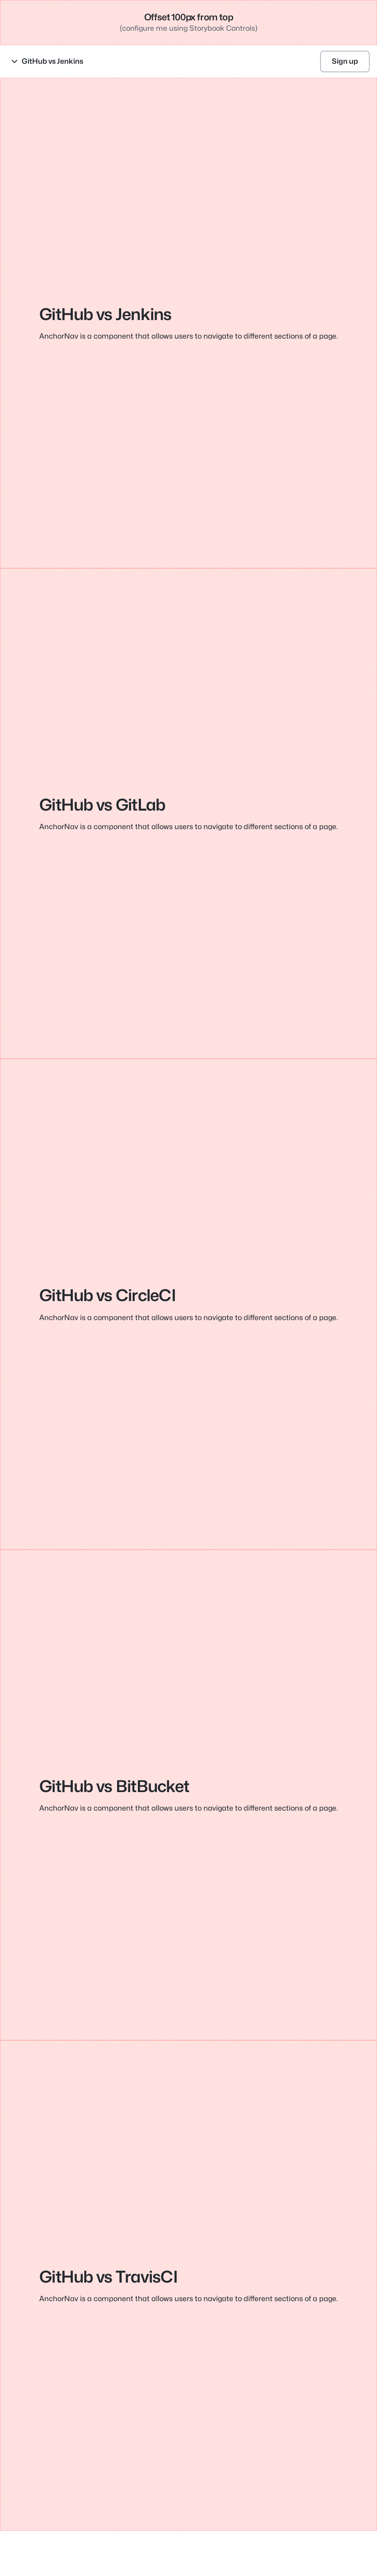 Offset 100px from top
(configure me using Storybook Controls)
GitHub vs Jenkins
Sign up
GitHub vs Jenkins
AnchorNav is a component that allows users to navigate to different sections of a page.
GitHub vs GitLab
AnchorNav is a component that allows users to navigate to different sections of a page.
GitHub vs CircleCI
AnchorNav is a component that allows users to navigate to different sections of a page.
GitHub vs BitBucket
AnchorNav is a component that allows users to navigate to different sections of a page.
GitHub vs TravisCI
AnchorNav is a component that allows users to navigate to different sections of a page.